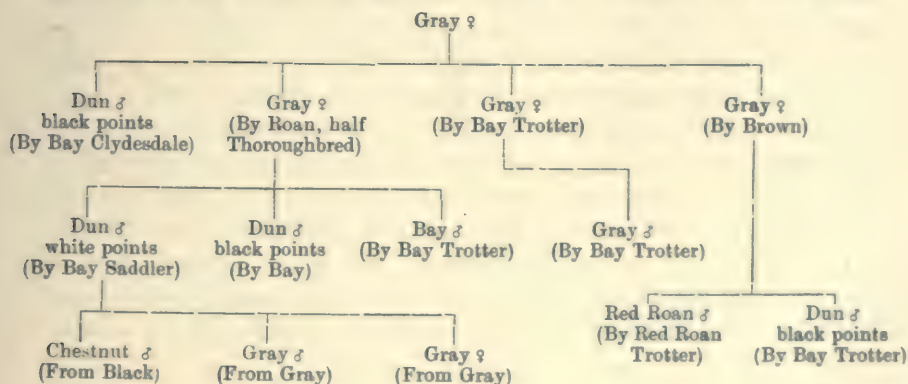 Gray ♀
Dun ♂
black points
(By Bay Clydesdale)
Gray ♀
(By Roan, half
Thoroughbred)
Gray ♀
(By Bay Trotter)
Gray ♀
(By Brown)
Dun ♂
white points
(By Bay Saddler)
Dun ♂
black points
(By Bay)
Bay ♂
(By Bay Trotter)
Gray ♂
(By Bay Trotter)
Red Roan ♂
(By Red Roan
Trotter)
Dun ♂
black points
(By Bay Trotter)
Chestnut ♂
(From Black)
Gray ♂
(From Gray)
Gray ♀
(From Gray)